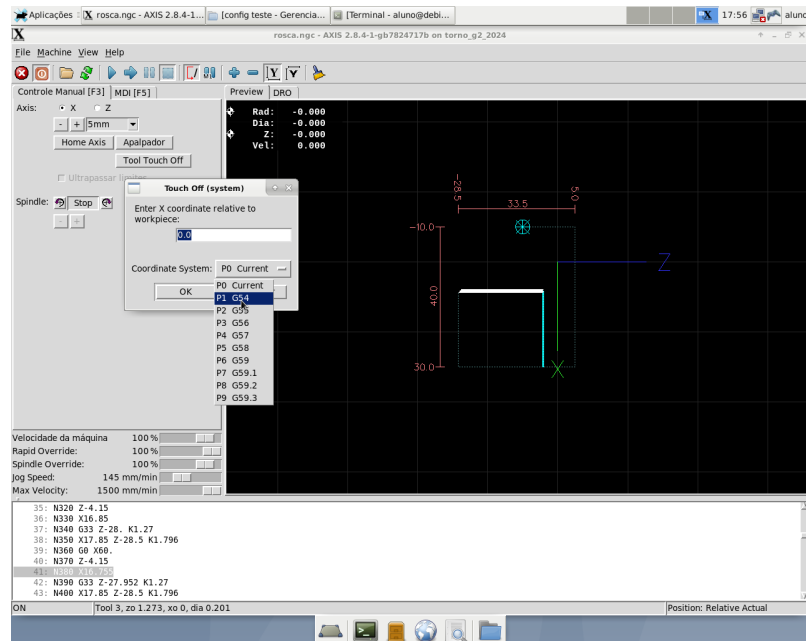 Aplicações
rosca.ngc - AXIS 2.8.4-1...
[config teste - Gerencia...
[Terminal - aluno@debi...
17:56
aluno
rosca.ngc - AXIS 2.8.4-1-gb7824717b on torno_g2_2024
File Machine View Help
Controle Manual [F3] MDI [F5]
Preview DRO
Axis: X Z
- + 5mm
Home Axis Apalpador
Tool Touch Off
Ultrapassar limites
Spindle: Stop
- +
Rad: -0.000
Dia: -0.000
Z: -0.000
Vel: 0.000
Touch Off (system)
Enter X coordinate relative to
workpiece:
0.0
Coordinate System: P0 Current
OK
P0 Current
P1 G54
P2 G55
P3 G56
P4 G57
P5 G58
P6 G59
P7 G59.1
P8 G59.2
P9 G59.3
-28.5
33.5
5.0
-10.0
40.0
30.0
Z
X
Velocidade da máquina 100 %
Rapid Override: 100 %
Spindle Override: 100 %
Jog Speed: 145 mm/min
Max Velocity: 1500 mm/min
35: N320 Z-4.15
36: N330 X16.85
37: N340 G33 Z-28. K1.27
38: N350 X17.85 Z-28.5 K1.796
39: N360 G0 X60.
40: N370 Z-4.15
41: N380 X16.755
42: N390 G33 Z-27.952 K1.27
43: N400 X17.85 Z-28.5 K1.796
ON
Tool 3, zo 1.273, xo 0, dia 0.201
Position: Relative Actual